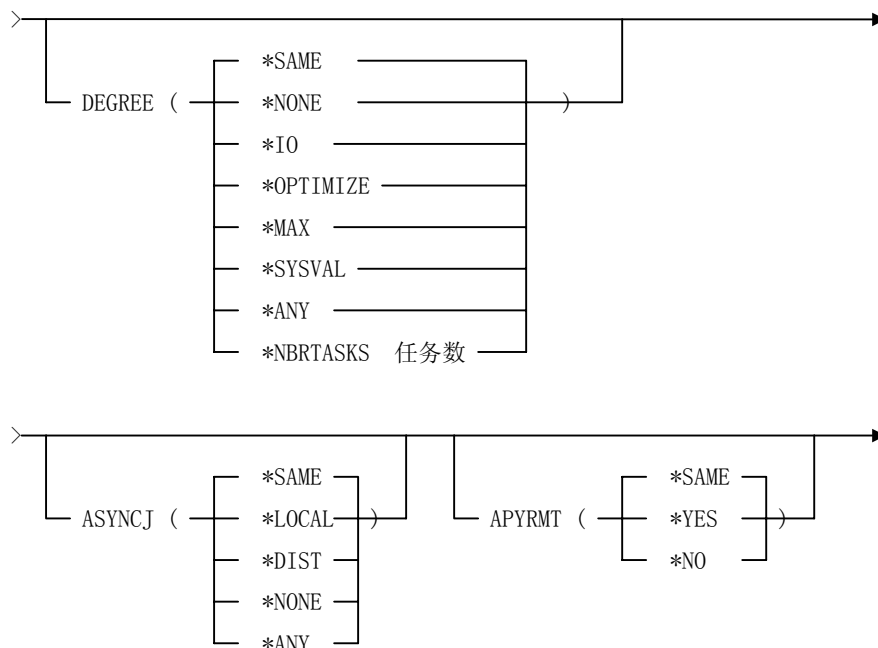 *SAME
DEGREE ( *NONE )
*IO
*OPTIMIZE
*MAX
*SYSVAL
*ANY
*NBRTASKS 任务数
*SAME *SAME
ASYNCJ ( *LOCAL ) APYRMT ( *YES )
*DIST *NO
*NONE
*ANY